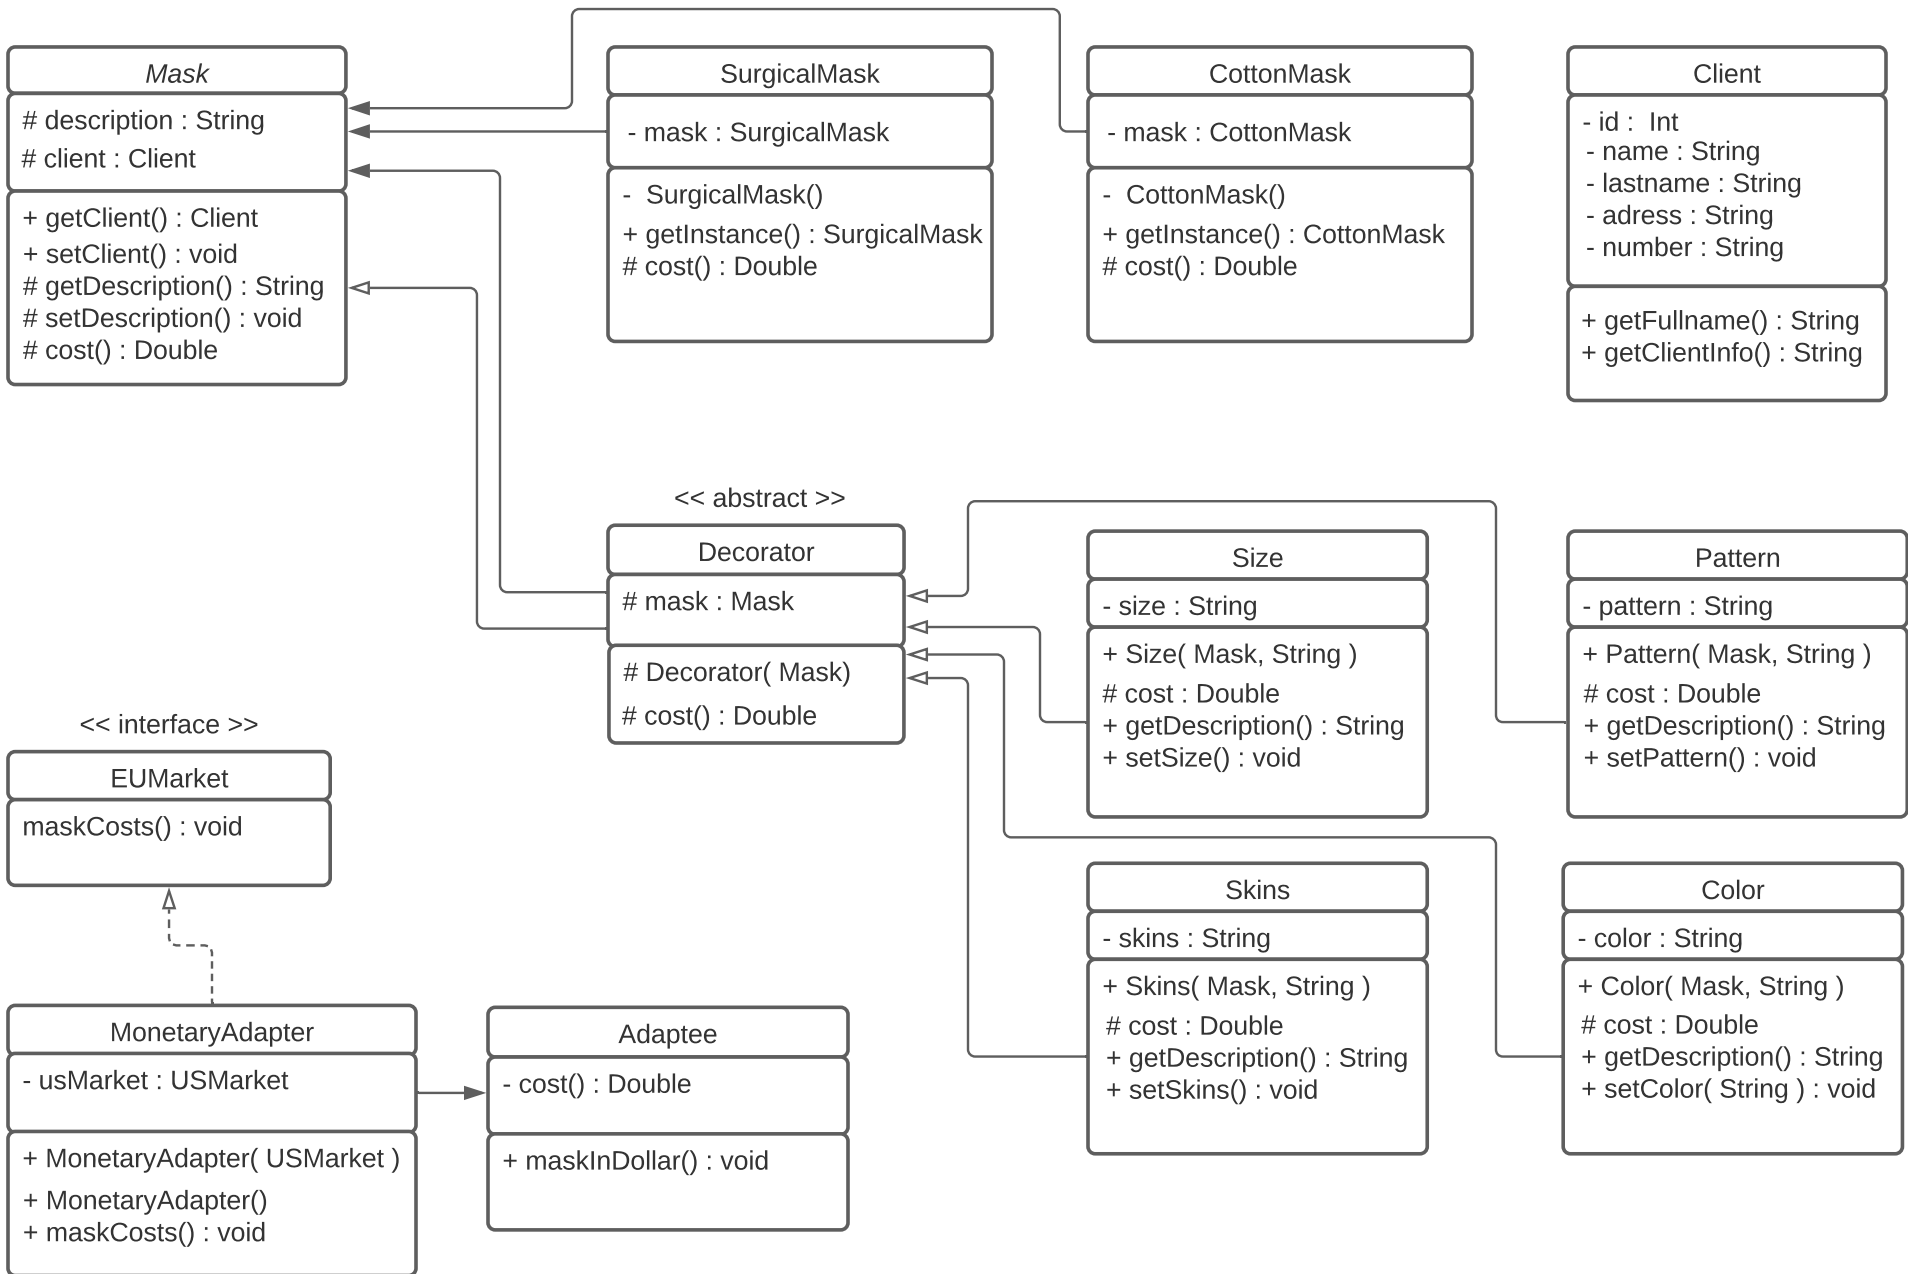 Mask
# description : String
# client : Client
+ getClient() : Client
+ setClient() : void
# getDescription() : String
# setDescription() : void
# cost() : Double
SurgicalMask
- mask : SurgicalMask
- SurgicalMask()
+ getInstance() : SurgicalMask
# cost() : Double
CottonMask
- mask : CottonMask
- CottonMask()
+ getInstance() : CottonMask
# cost() : Double
Client
- id : Int
- name : String
- lastname : String
- adress : String
- number : String
+ getFullname() : String
+ getClientInfo() : String
<< abstract >>
Decorator
# mask : Mask
# Decorator( Mask)
# cost() : Double
Size
- size : String
+ Size( Mask, String )
# cost : Double
+ getDescription() : String
+ setSize() : void
Pattern
- pattern : String
+ Pattern( Mask, String )
# cost : Double
+ getDescription() : String
+ setPattern() : void
<< interface >>
EUMarket
maskCosts() : void
Skins
- skins : String
+ Skins( Mask, String )
# cost : Double
+ getDescription() : String
+ setSkins() : void
Color
- color : String
+ Color( Mask, String )
# cost : Double
+ getDescription() : String
+ setColor( String ) : void
MonetaryAdapter
- usMarket : USMarket
+ MonetaryAdapter( USMarket )
+ MonetaryAdapter()
+ maskCosts() : void
Adaptee
- cost() : Double
+ maskInDollar() : void